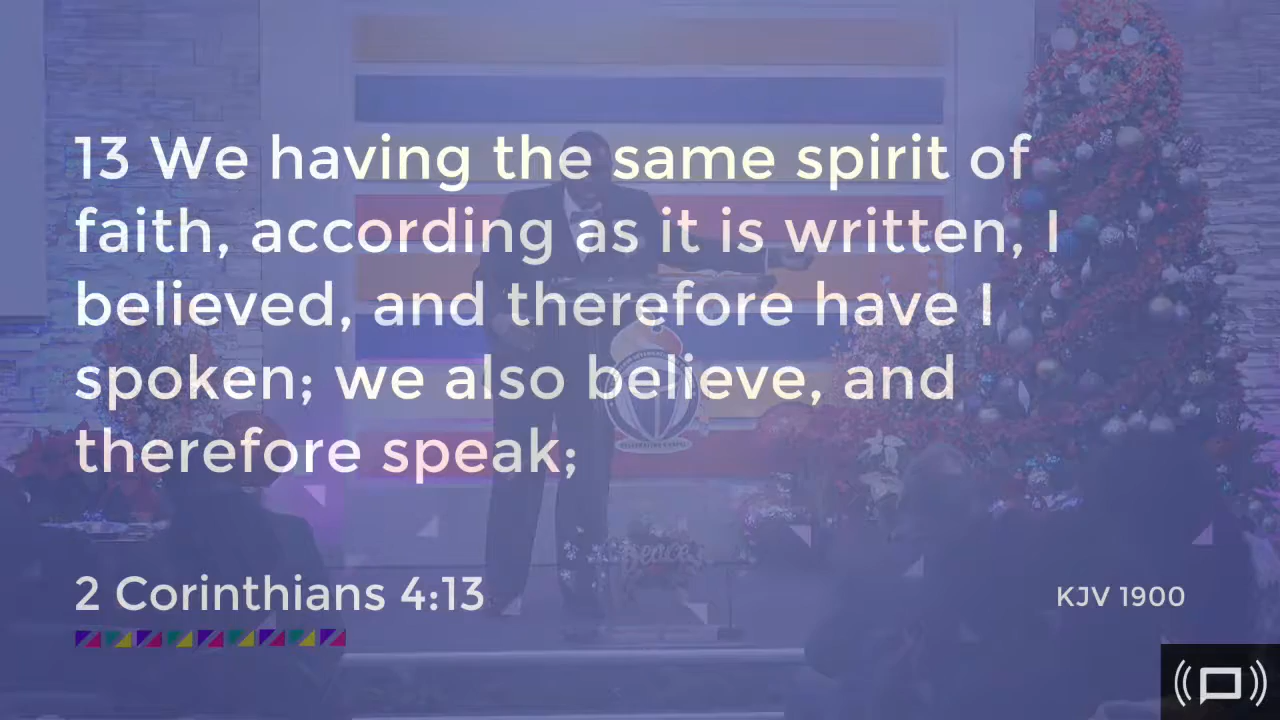 13 We having the same spirit of
faith, according as it is written, I
believed, and therefore have I
spoken; we also believe, and
therefore speak;
Peace
2 Corinthians 4:13
KJV 1900